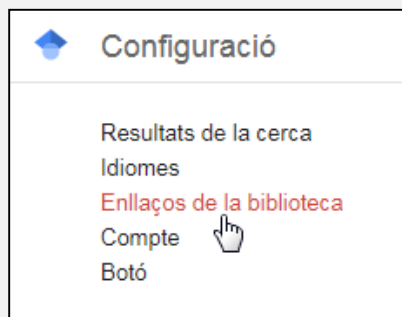 Configuració
Resultats de la cerca
Idiomes
Enllaços de la biblioteca
Compte
Botó